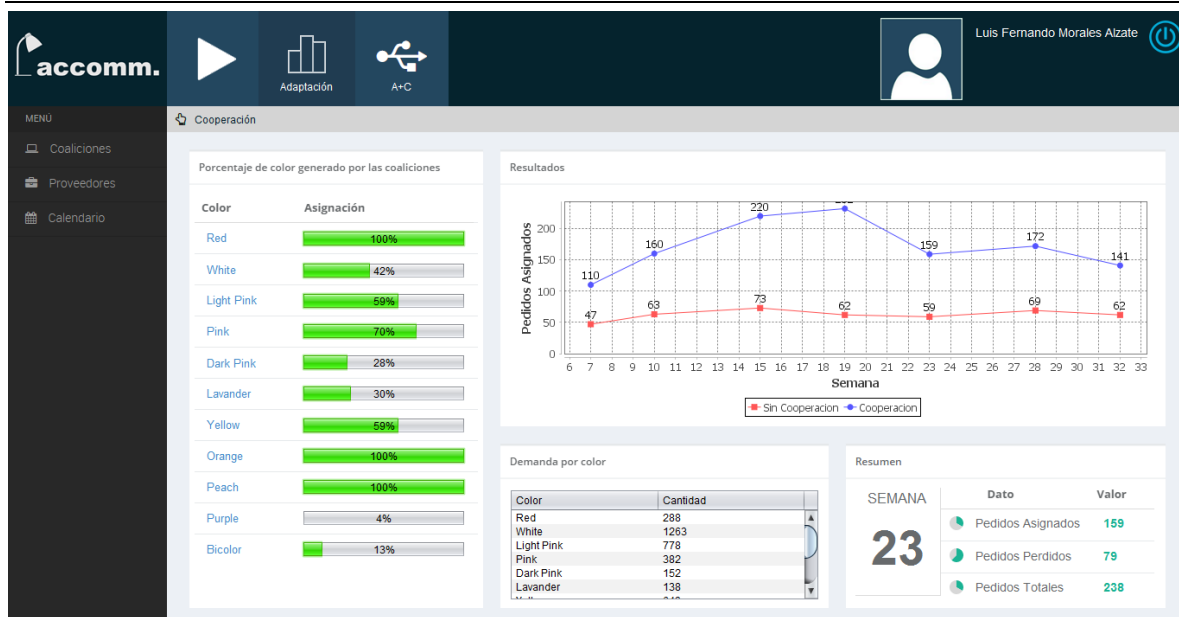 accomm.
Adaptación
A+C
Luis Fernando Morales Alzate
MENÚ
Coaliciones
Proveedores
Calendario
Cooperación
Porcentaje de color generado por las coaliciones
Color Asignación
Red 100%
White 42%
Light Pink 59%
Pink 70%
Dark Pink 28%
Lavander 30%
Yellow 59%
Orange 100%
Peach 100%
Purple 4%
Bicolor 13%
Resultados
Pedidos Asignados
200
150
100
50
0
110 160 220 159 172 141
47 63 73 62 59 69 62
6 7 8 9 10 11 12 13 14 15 16 17 18 19 20 21 22 23 24 25 26 27 28 29 30 31 32 33
Semana
Sin Cooperacion Cooperacion
Demanda por color
Color Cantidad
Red 288
White 1263
Light Pink 778
Pink 382
Dark Pink 152
Lavander 138
Resumen
SEMANA
23
Dato Valor
Pedidos Asignados 159
Pedidos Perdidos 79
Pedidos Totales 238